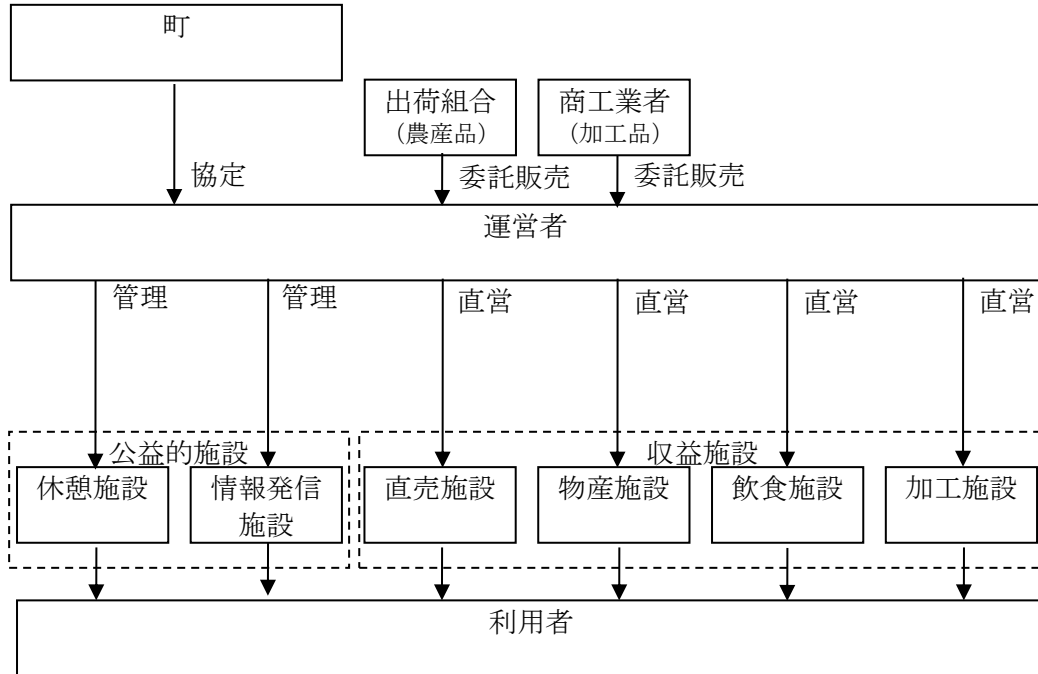 町
出荷組合
（農産品）
商工業者
（加工品）
協定
委託販売
委託販売
運営者
管理
管理
直営
直営
直営
直営
公益的施設
収益施設
休憩施設
情報発信
施設
直売施設
物産施設
飲食施設
加工施設
利用者